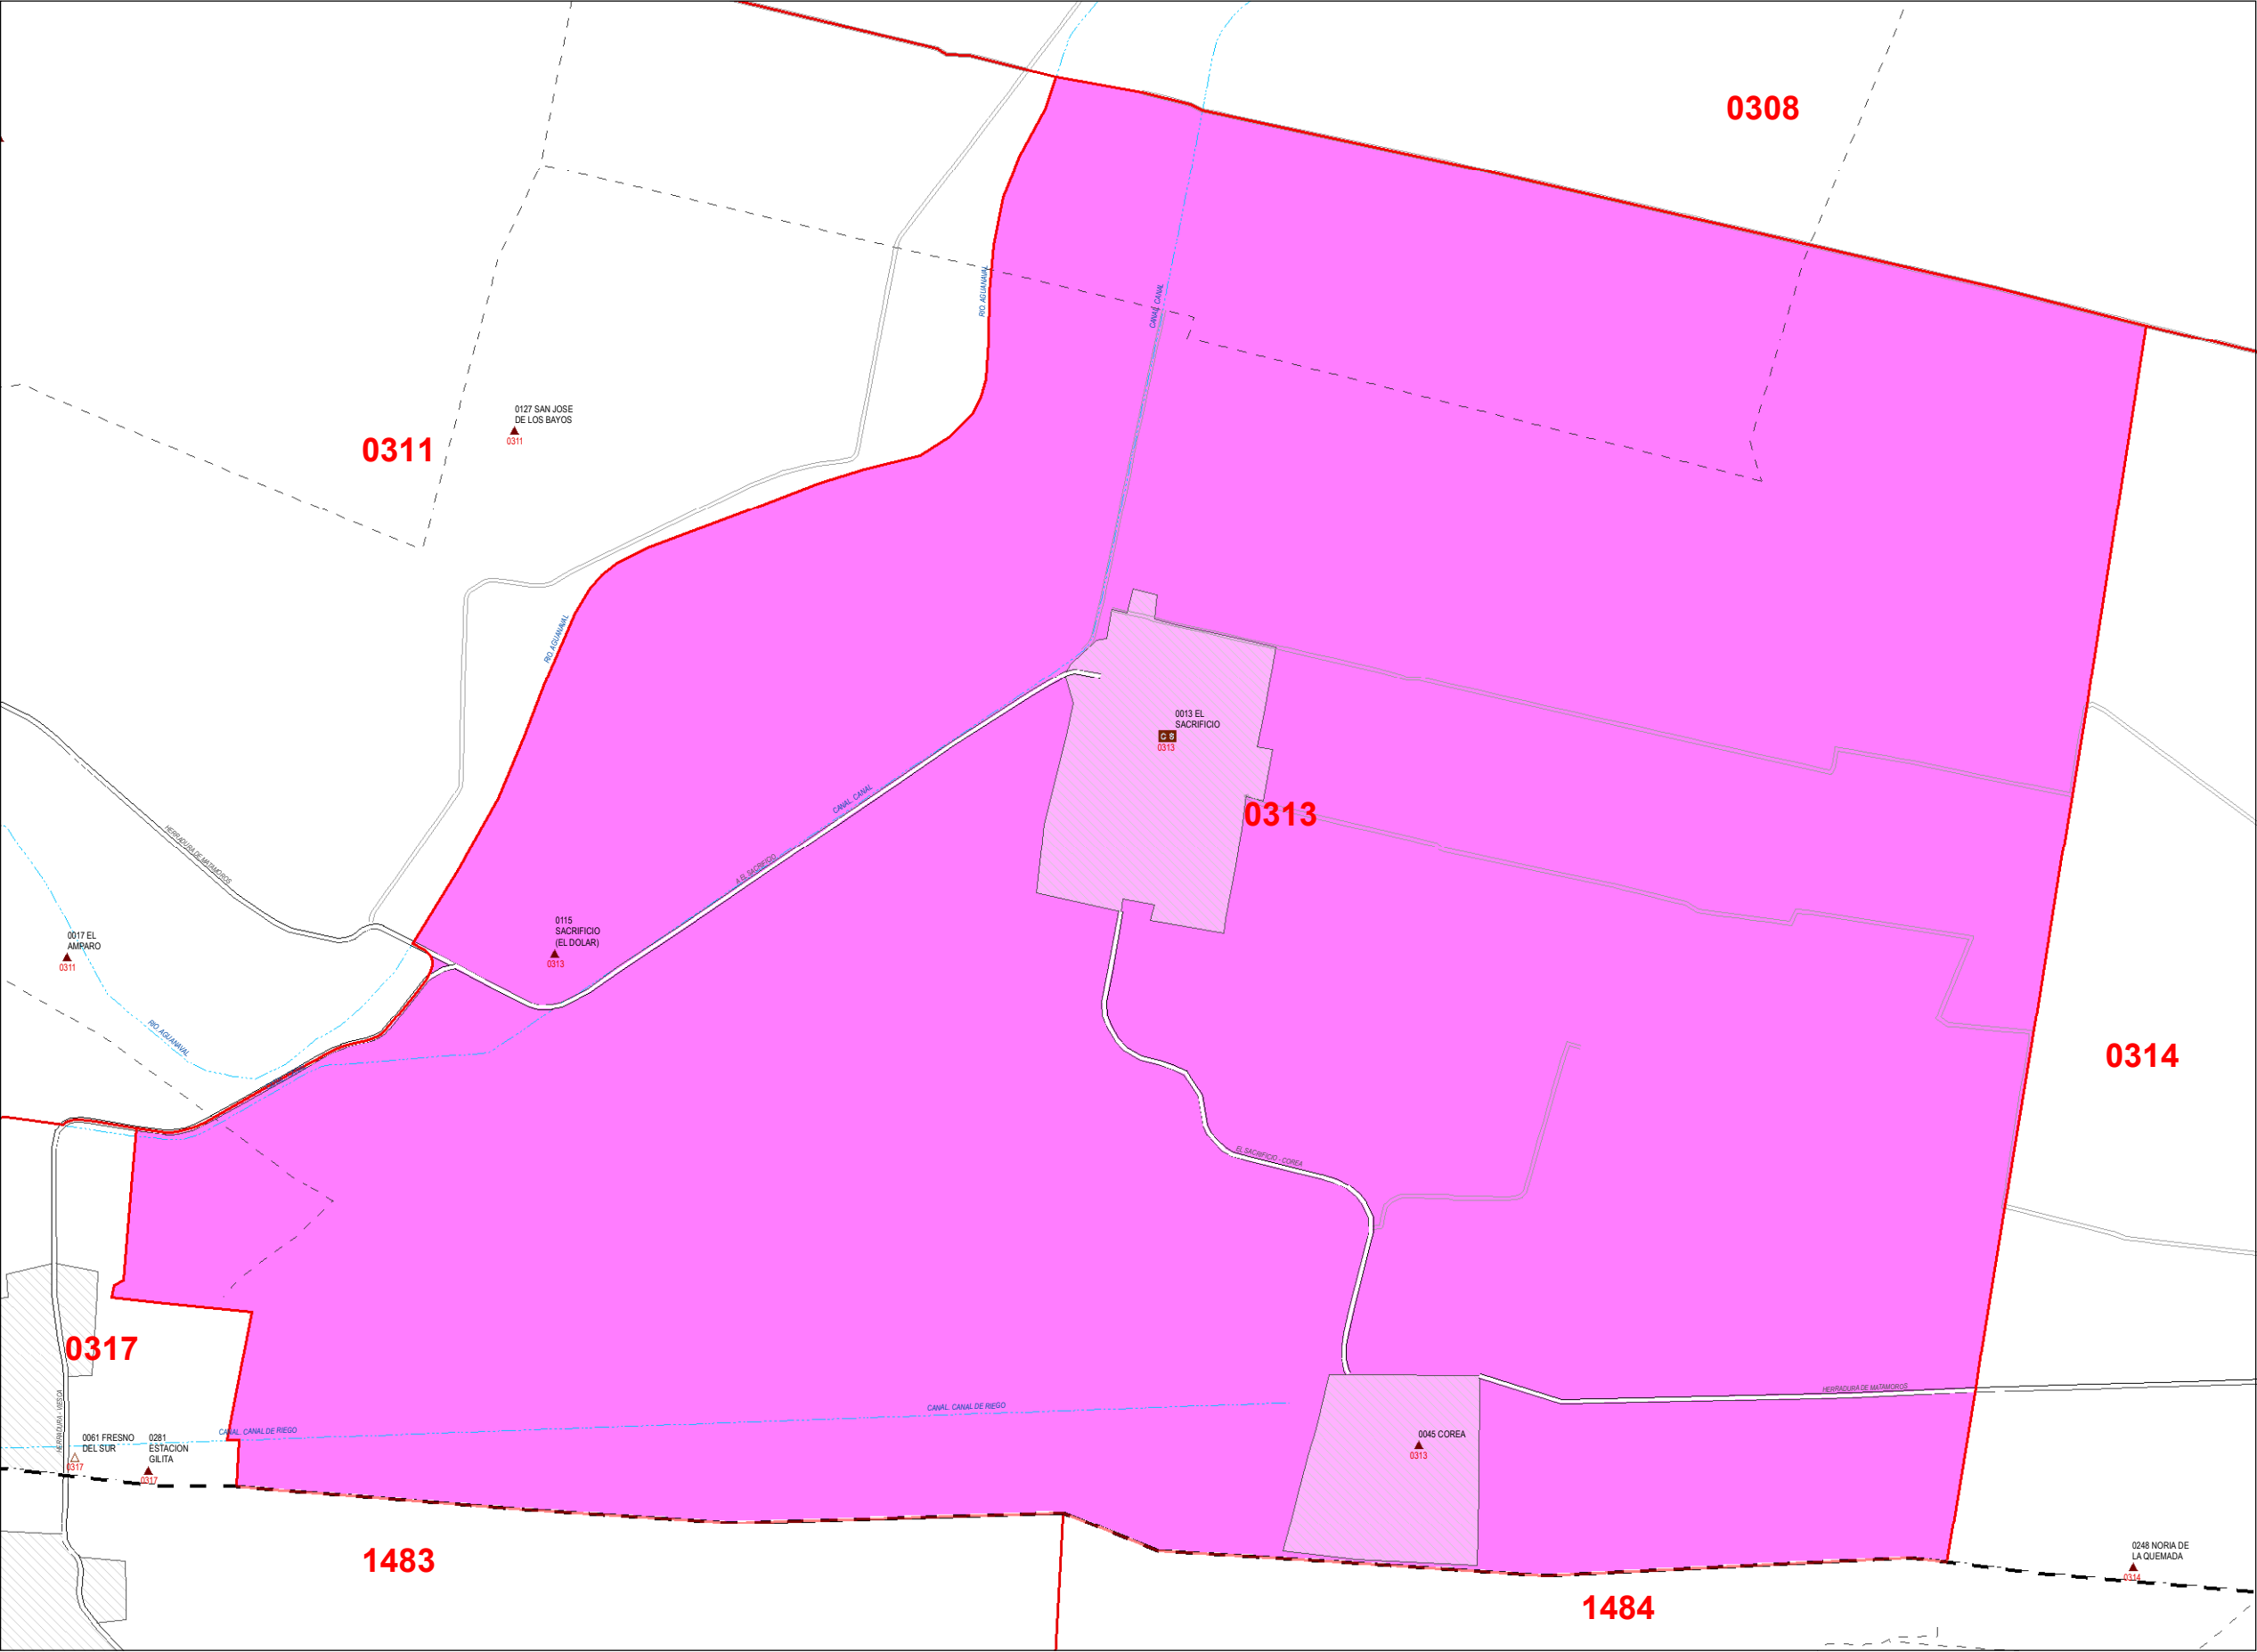 0308
RIO. AGUANAVAL
CANAL. CANAL
0127 SAN JOSE
DE LOS BAYOS
0311
0311
RIO. AGUANAVAL
0013 EL
SACRIFICIO
C S
0313
CANAL. CANAL
0313
HERRADURA DE MATAMOROS
A EL SACRIFICIO
0115
SACRIFICIO
(EL DOLAR)
0313
0017 EL
AMPARO
0311
RIO. AGUANAVAL
0314
EL SACRIFICIO - COREA
0317
HERRADURA DE MATAMOROS
HERRADURA - VIESCA
CANAL. CANAL DE RIEGO
CANAL. CANAL DE RIEGO
0061 FRESNO
DEL SUR
0317
0281
ESTACION
GILITA
0317
0045 COREA
0313
1483
0248 NORIA DE
LA QUEMADA
0314
1484